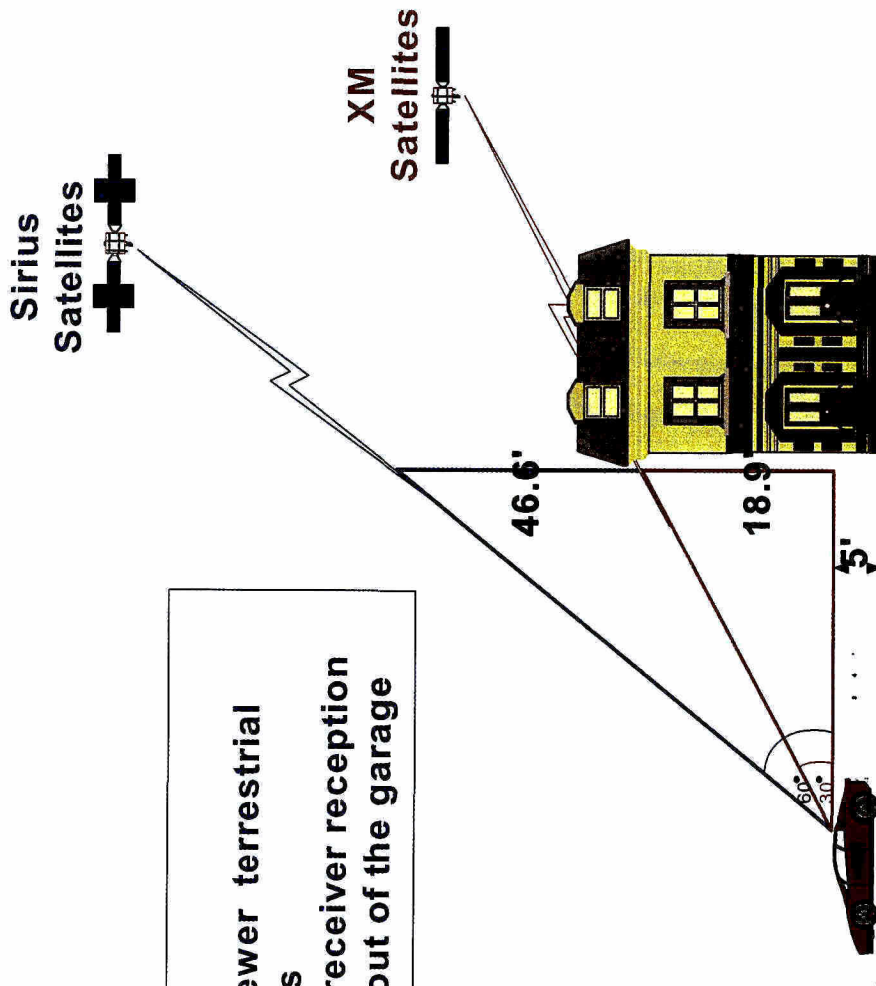 Sirius
Satellites
XM
Satellites
46.6'
18.9'
5'
60°
30°
ewer terrestrial
s
receiver reception
out of the garage